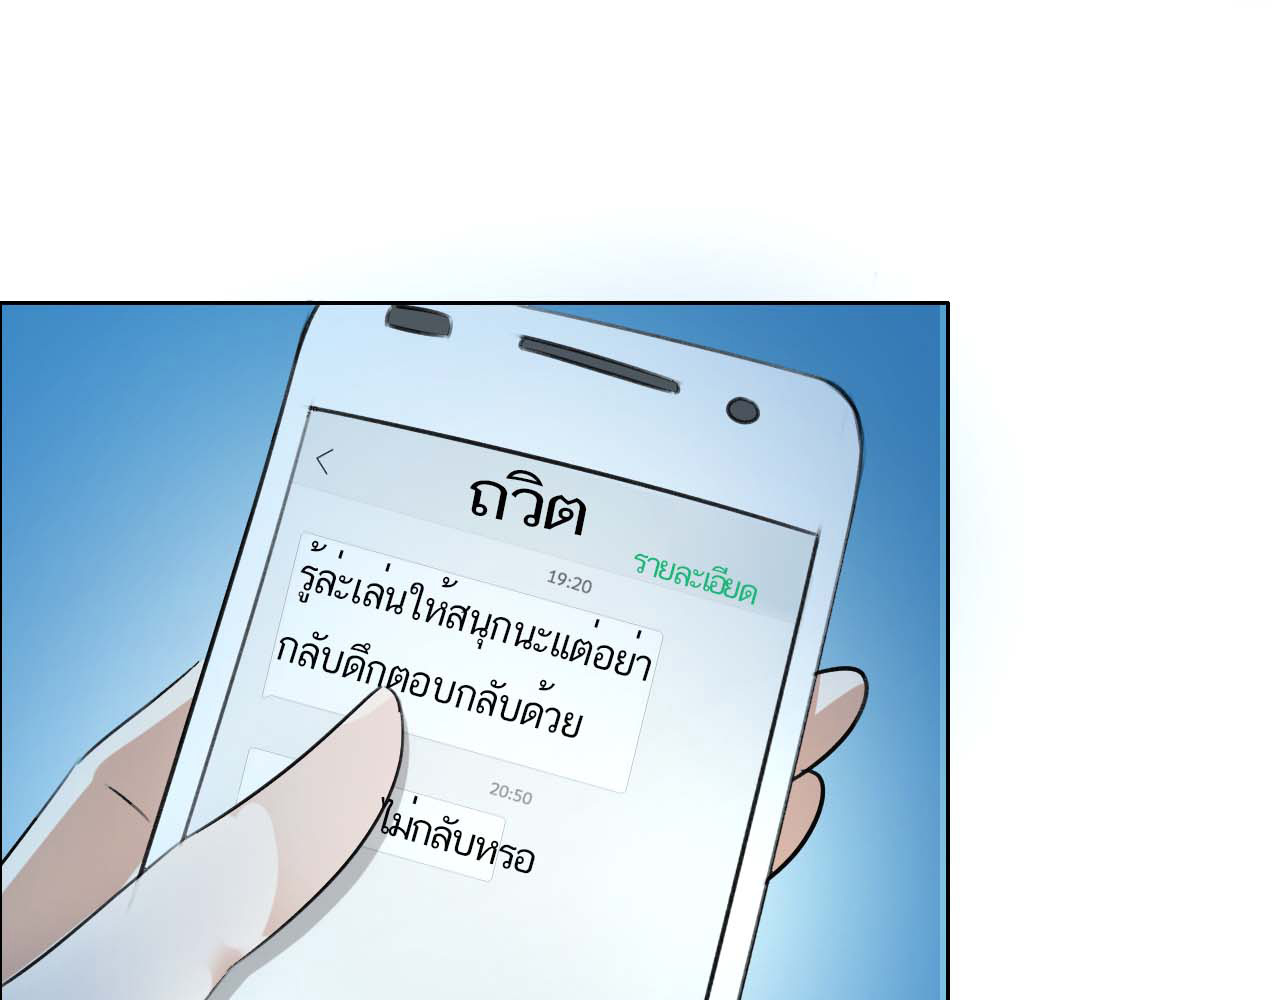 ถวิต
รายละเอียด
19:20
รู้ล่ะเล่นให้สนุกนะแต่อย่า
กลับดึกตอบกลับด้วย
20:50
ไม่กลับหรอ